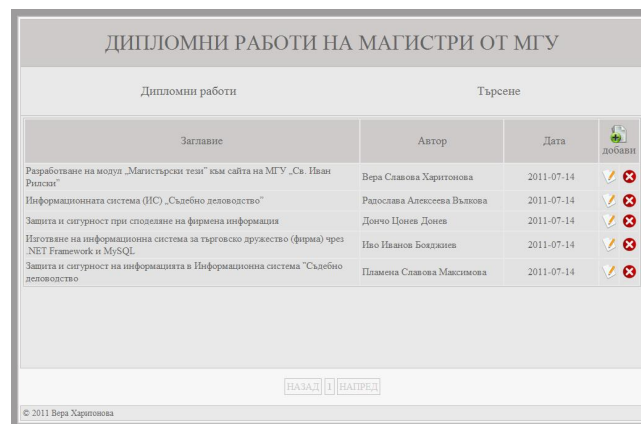 ДИПЛОМНИ РАБОТИ НА МАГИСТРИ ОТ МГУ
Дипломни работи Търсене
Заглавие Автор Дата добави
Разработване на модул „Магистърски тези" към сайта на МГУ „Св. Иван
Рилски" Вера Славова Харитонова 2011-07-14
Информационната система (ИС) „Съдебно деловодство" Радослава Алексеева Вълкова 2011-07-14
Защита и сигурност при споделяне на фирмена информация Дончо Цонев Донев 2011-07-14
Изготвяне на информационна система за търговско дружество (фирма) чрез
.NET Framework и MySQL Иво Иванов Бояджиев 2011-07-14
Защита и сигурност на информацията в Информационна система "Съдебно
деловодство Пламена Славова Максимова 2011-07-14
НАЗАД 1 НАПРЕД
© 2011 Вера Харитонова